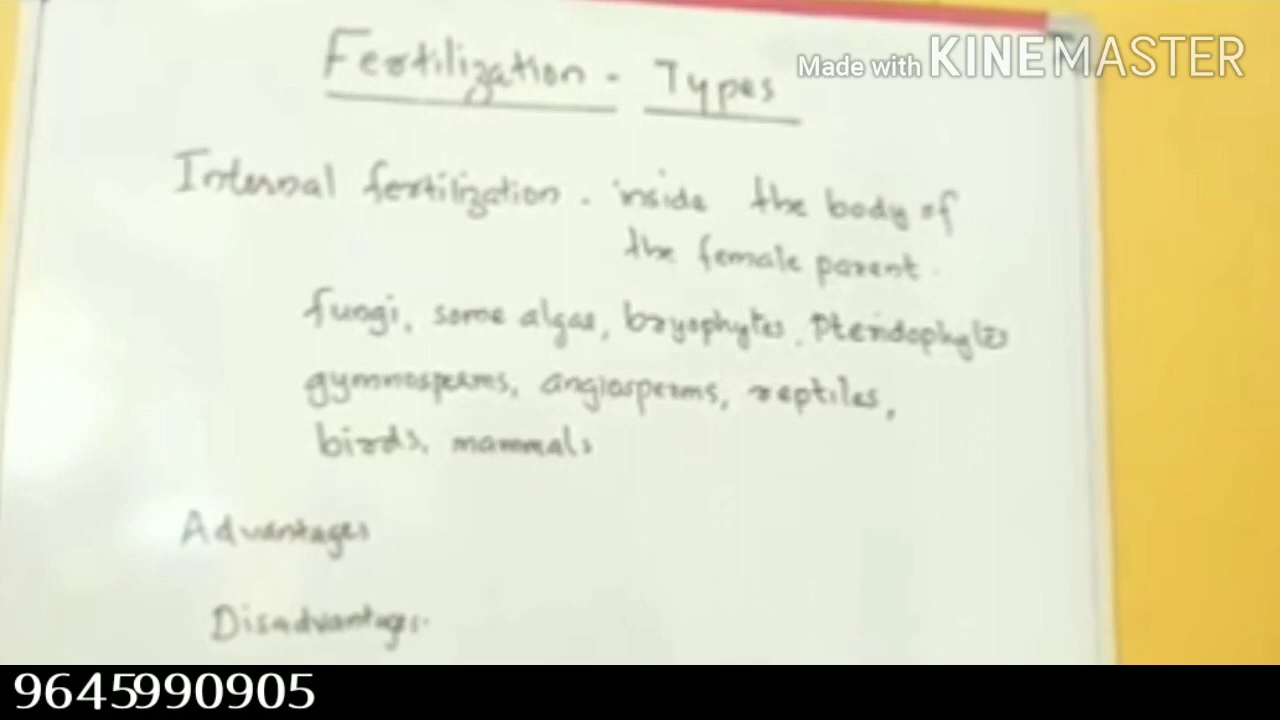 Fertilization - Types
Made with KINEMASTER
Internal fertilization - inside the body of
the female parent.
fungi, some algae, bryophytes, Pteridophytes
gymnosperms, angiosperms, reptiles,
birds, mammals
Advantages
Disadvantages.
9645990905